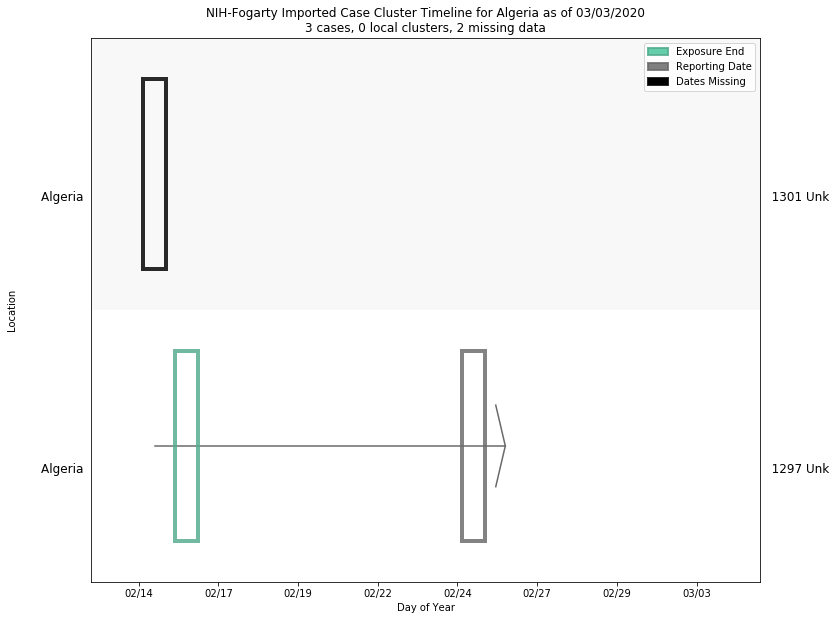 NIH-Fogarty Imported Case Cluster Timeline for Algeria as of 03/03/2020
3 cases, 0 local clusters, 2 missing data
Exposure End
Reporting Date
Dates Missing
Algeria
1301 Unk
Location
Algeria
1297 Unk
02/14 02/17 02/19 02/22 02/24 02/27 02/29 03/03
Day of Year